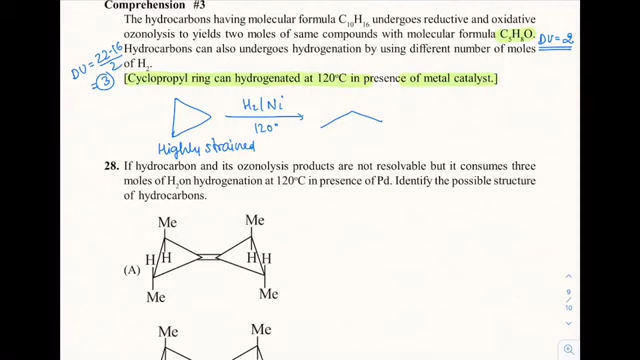 Comprehension #3
The hydrocarbons having molecular formula C₁₀H₁₆ undergoes reductive and oxidative
ozonolysis to yields two moles of same compounds with molecular formula C₅H₈O. DU = 2
Hydrocarbons can also undergoes hydrogenation by using different number of moles
of H₂.
DU = 22-16
2
= 3
[Cyclopropyl ring can hydrogenated at 120°C in presence of metal catalyst.]
H₂/Ni
120°
Highly strained
28. If hydrocarbon and its ozonolysis products are not resolvable but it consumes three
moles of H₂ on hydrogenation at 120°C in presence of Pd. Identify the possible structure
of hydrocarbons.
Me Me
H H H H
(A)
Me Me
Me Me
9
/
10